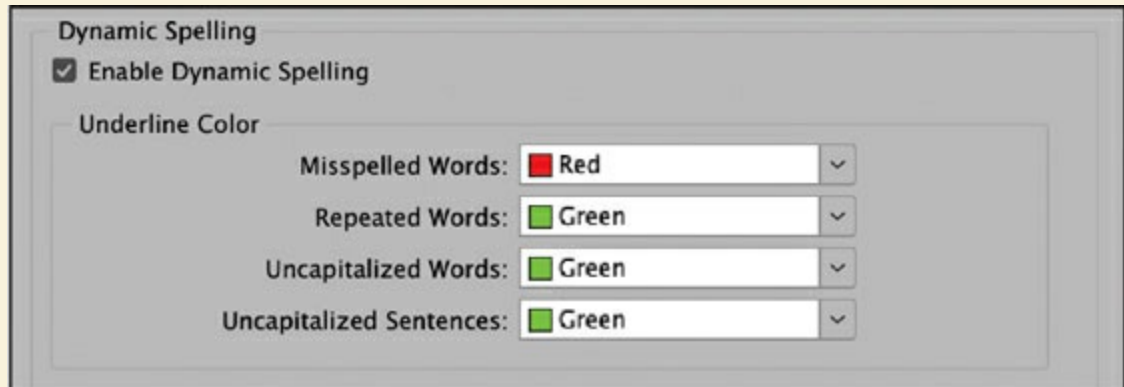 Dynamic Spelling
Enable Dynamic Spelling
Underline Color
Misspelled Words: Red
Repeated Words: Green
Uncapitalized Words: Green
Uncapitalized Sentences: Green